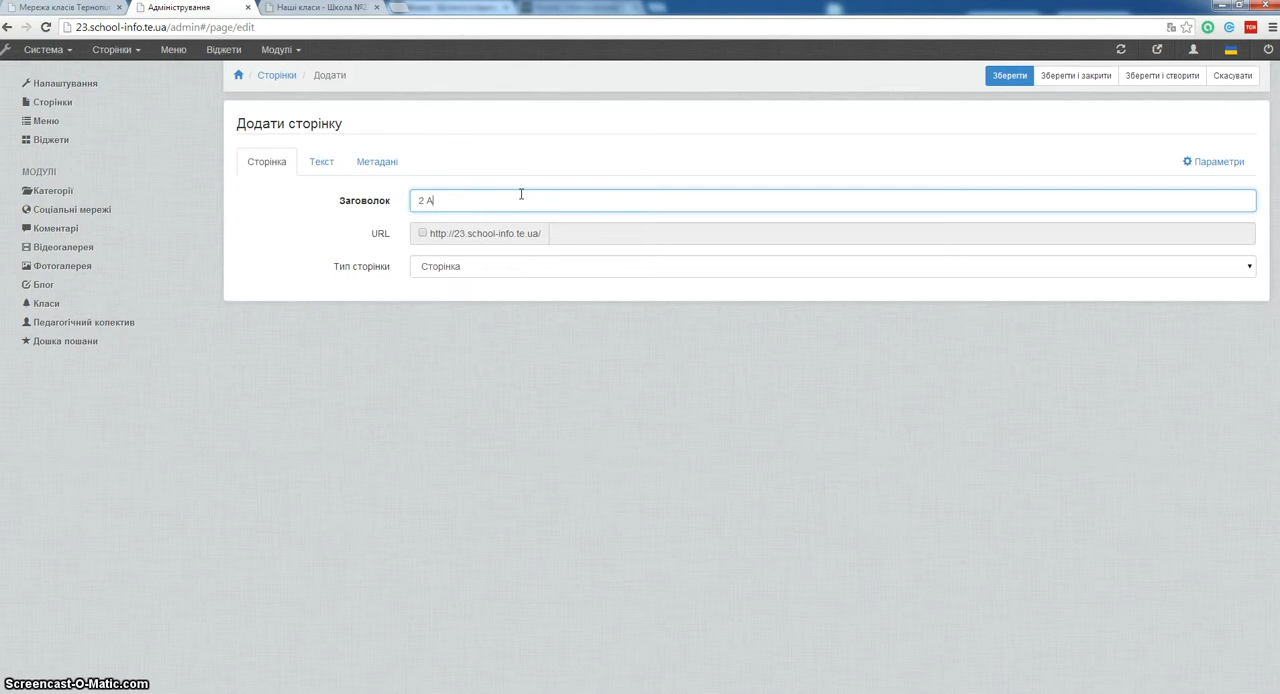 Мережа класів Тернопіл
Адміністрування
Наші класи - Школа №2
23.school-info.te.ua/admin#/page/edit
Система Сторінки Меню Віджети Модулі
Сторінки / Додати
Зберегти Зберегти і закрити Зберегти і створити Скасувати
Налаштування
Сторінки
Меню
Віджети
МОДУЛІ
Категорії
Соціальні мережі
Коментарі
Відеогалерея
Фотогалерея
Блог
Класи
Педагогічний колектив
Дошка пошани
Додати сторінку
Сторінка Текст Метадані Параметри
Заголовок 2 А
URL http://23.school-info.te.ua/
Тип сторінки Сторінка
Screencast-O-Matic.com